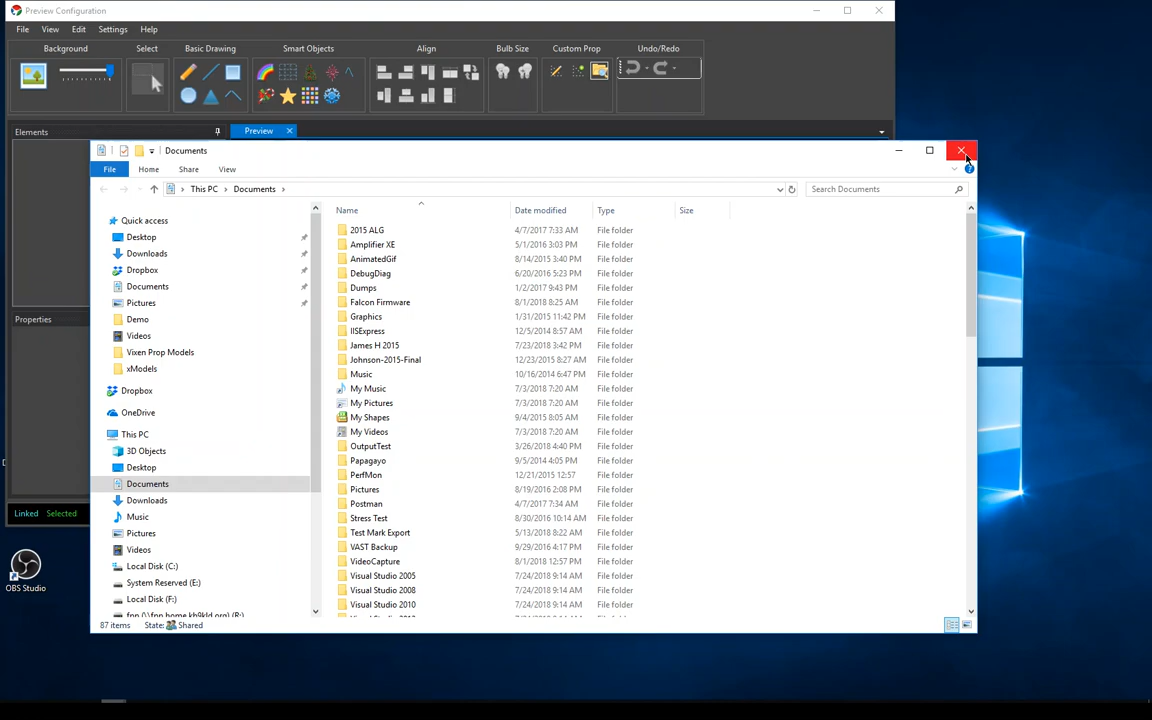 Preview Configuration
File View Edit Settings Help
Background Select Basic Drawing Smart Objects Align Bulb Size Custom Prop Undo/Redo
Elements
Preview
Documents
File Home Share View
This PC Documents
Search Documents
Name Date modified Type Size
Quick access
Desktop
Downloads
Dropbox
Documents
Pictures
Demo
Videos
Vixen Prop Models
xModels
Dropbox
OneDrive
This PC
3D Objects
Desktop
Documents
Downloads
Music
Pictures
Videos
Local Disk (C:)
System Reserved (E:)
Local Disk (F:)
2015 ALG 4/7/2017 7:33 AM File folder
Amplifier XE 5/1/2016 3:03 PM File folder
AnimatedGif 8/14/2015 3:40 PM File folder
DebugDiag 6/20/2016 5:23 PM File folder
Dumps 1/2/2017 9:43 PM File folder
Falcon Firmware 8/1/2018 8:25 AM File folder
Graphics 1/31/2015 11:42 PM File folder
IISExpress 12/5/2014 8:57 AM File folder
James H 2015 7/23/2018 3:42 PM File folder
Johnson-2015-Final 12/23/2015 8:27 AM File folder
Music 10/16/2014 6:47 PM File folder
My Music 7/3/2018 7:20 AM File folder
My Pictures 7/3/2018 7:20 AM File folder
My Shapes 9/4/2015 8:05 AM File folder
My Videos 7/3/2018 7:20 AM File folder
OutputTest 3/26/2018 4:40 PM File folder
Papagayo 9/5/2014 4:05 PM File folder
PerfMon 12/21/2015 12:57 File folder
Pictures 8/19/2016 2:08 PM File folder
Postman 4/7/2017 7:34 AM File folder
Stress Test 8/30/2016 10:14 AM File folder
Test Mark Export 5/13/2018 8:22 AM File folder
VAST Backup 9/29/2016 4:17 PM File folder
VideoCapture 8/1/2018 12:57 PM File folder
Visual Studio 2005 7/24/2018 9:14 AM File folder
Visual Studio 2008 7/24/2018 9:14 AM File folder
Visual Studio 2010 7/24/2018 9:14 AM File folder
87 items State: Shared
Properties
Linked Selected
OBS Studio